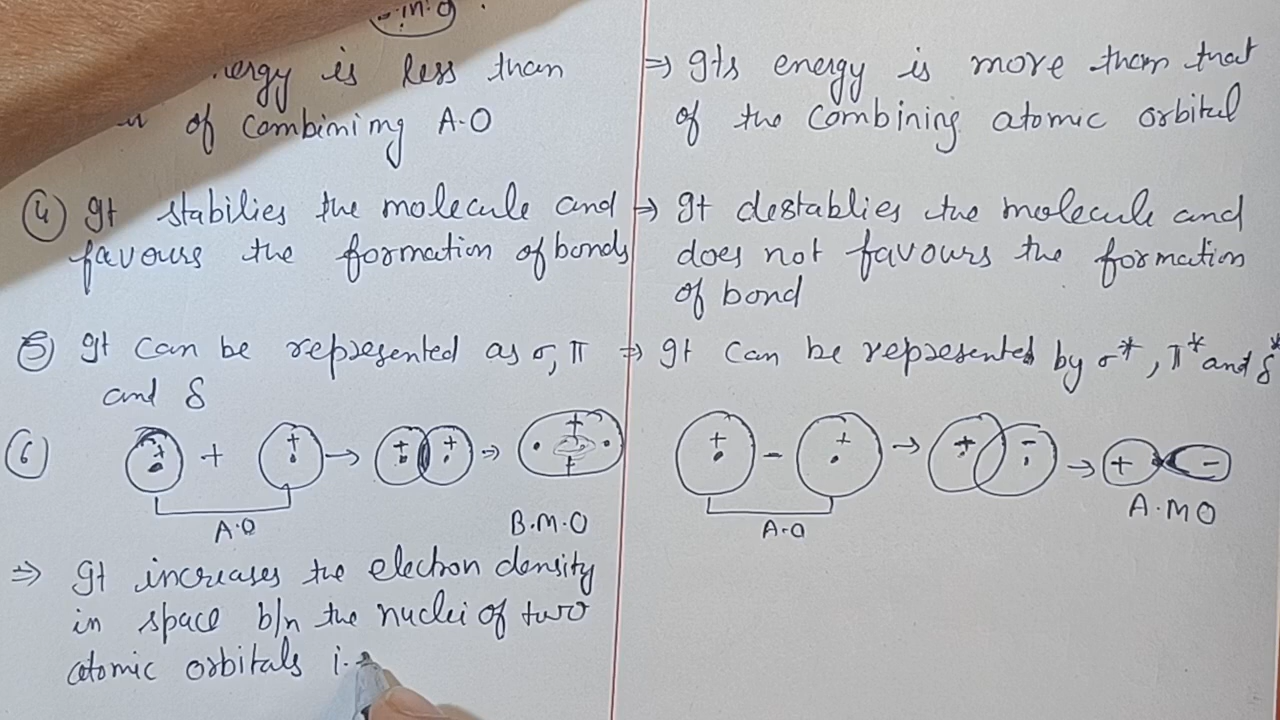 B.M.O
energy is less than
of combining A.O
④ It stabilies the molecule and
favours the formation of bonds
⑤ It can be represented as σ, π
and δ
⑥ + + + → + + → + +
A.O
B.M.O
⇒ It increases the electron density
in space b/n the nuclei of two
atomic orbitals i.
⇒ Its energy is more than that
of the combining atomic orbital
→ It destablies the molecule and
does not favours the formation
of bond
→ It can be represented by σ*, π* and δ*
+ - + → + - → + -
A.O
A.MO